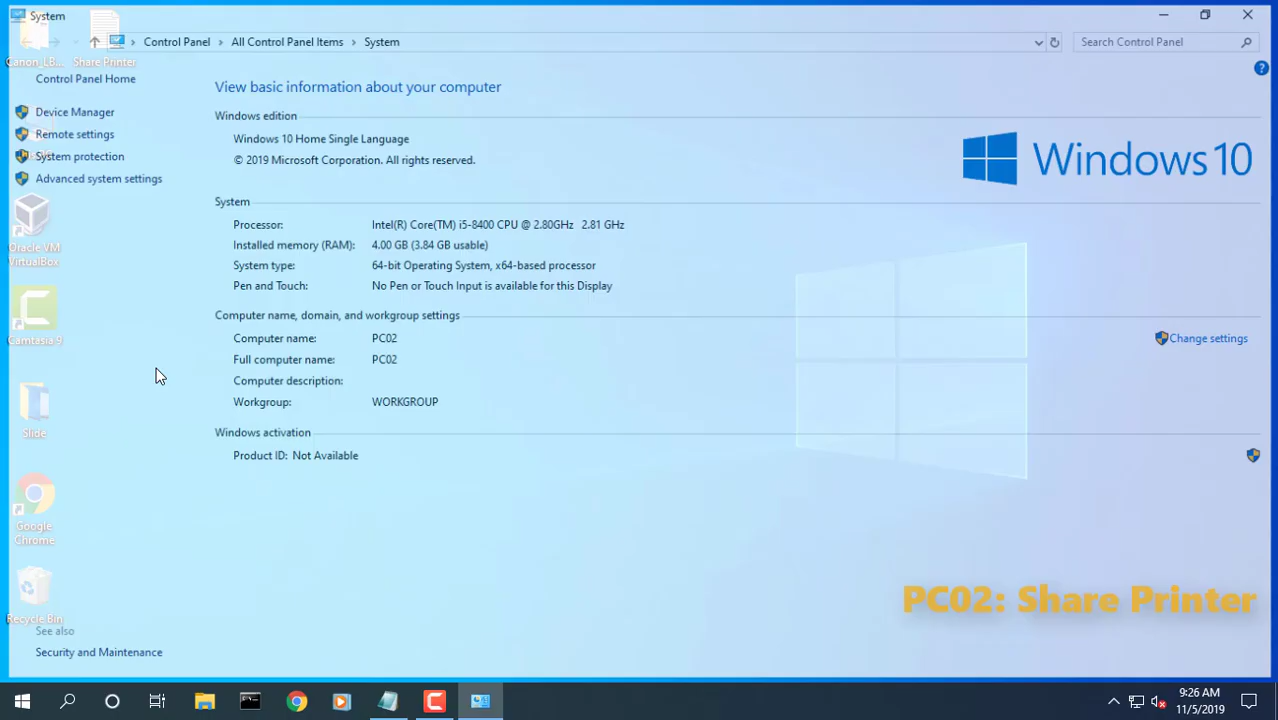 System
Canon_LB...
Share Printer
Control Panel
All Control Panel Items
System
Search Control Panel
Control Panel Home
Device Manager
Remote settings
System protection
Advanced system settings
Oracle VM
VirtualBox
Camtasia 9
Slide
Google
Chrome
Recycle Bin
See also
Security and Maintenance
View basic information about your computer
Windows edition
Windows 10 Home Single Language
© 2019 Microsoft Corporation. All rights reserved.
Windows 10
System
Processor: Intel(R) Core(TM) i5-8400 CPU @ 2.80GHz 2.81 GHz
Installed memory (RAM): 4.00 GB (3.84 GB usable)
System type: 64-bit Operating System, x64-based processor
Pen and Touch: No Pen or Touch Input is available for this Display
Computer name, domain, and workgroup settings
Computer name: PC02
Change settings
Full computer name: PC02
Computer description:
Workgroup: WORKGROUP
Windows activation
Product ID: Not Available
PC02: Share Printer
9:26 AM
11/5/2019